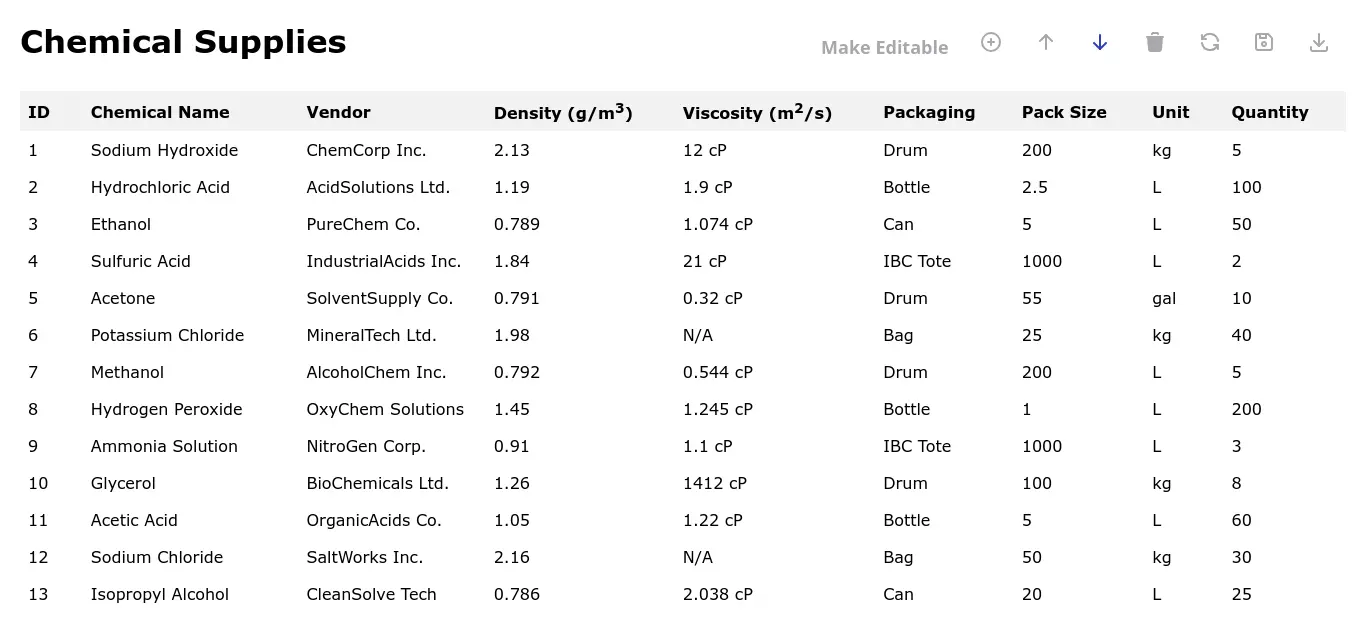 Chemical Supplies
Make Editable
ID Chemical Name Vendor Density (g/m³) Viscosity (m²/s) Packaging Pack Size Unit Quantity
1 Sodium Hydroxide ChemCorp Inc. 2.13 12 cP Drum 200 kg 5
2 Hydrochloric Acid AcidSolutions Ltd. 1.19 1.9 cP Bottle 2.5 L 100
3 Ethanol PureChem Co. 0.789 1.074 cP Can 5 L 50
4 Sulfuric Acid IndustrialAcids Inc. 1.84 21 cP IBC Tote 1000 L 2
5 Acetone SolventSupply Co. 0.791 0.32 cP Drum 55 gal 10
6 Potassium Chloride MineralTech Ltd. 1.98 N/A Bag 25 kg 40
7 Methanol AlcoholChem Inc. 0.792 0.544 cP Drum 200 L 5
8 Hydrogen Peroxide OxyChem Solutions 1.45 1.245 cP Bottle 1 L 200
9 Ammonia Solution NitroGen Corp. 0.91 1.1 cP IBC Tote 1000 L 3
10 Glycerol BioChemicals Ltd. 1.26 1412 cP Drum 100 kg 8
11 Acetic Acid OrganicAcids Co. 1.05 1.22 cP Bottle 5 L 60
12 Sodium Chloride SaltWorks Inc. 2.16 N/A Bag 50 kg 30
13 Isopropyl Alcohol CleanSolve Tech 0.786 2.038 cP Can 20 L 25